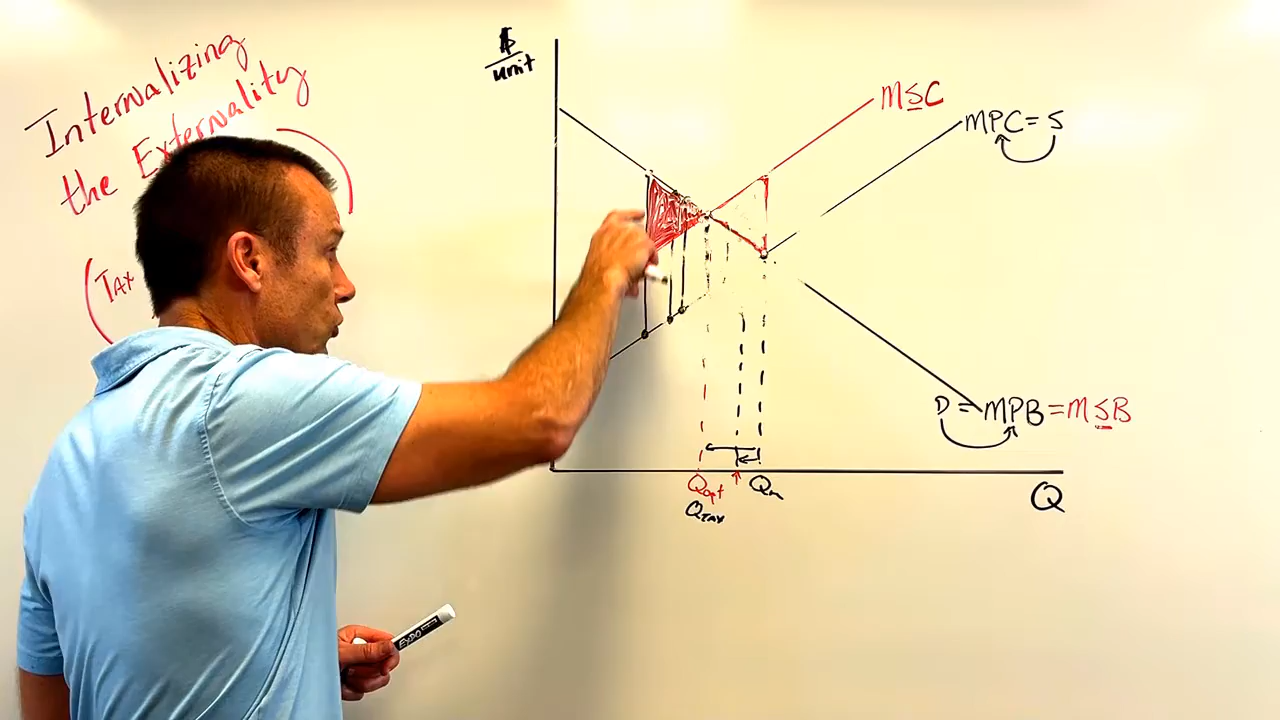 Internalizing
the Externality
(TAX
$/unit
MSC
MPC = S
D = MPB = MSB
Qopt
Qm
QTAX
Q
EXPO